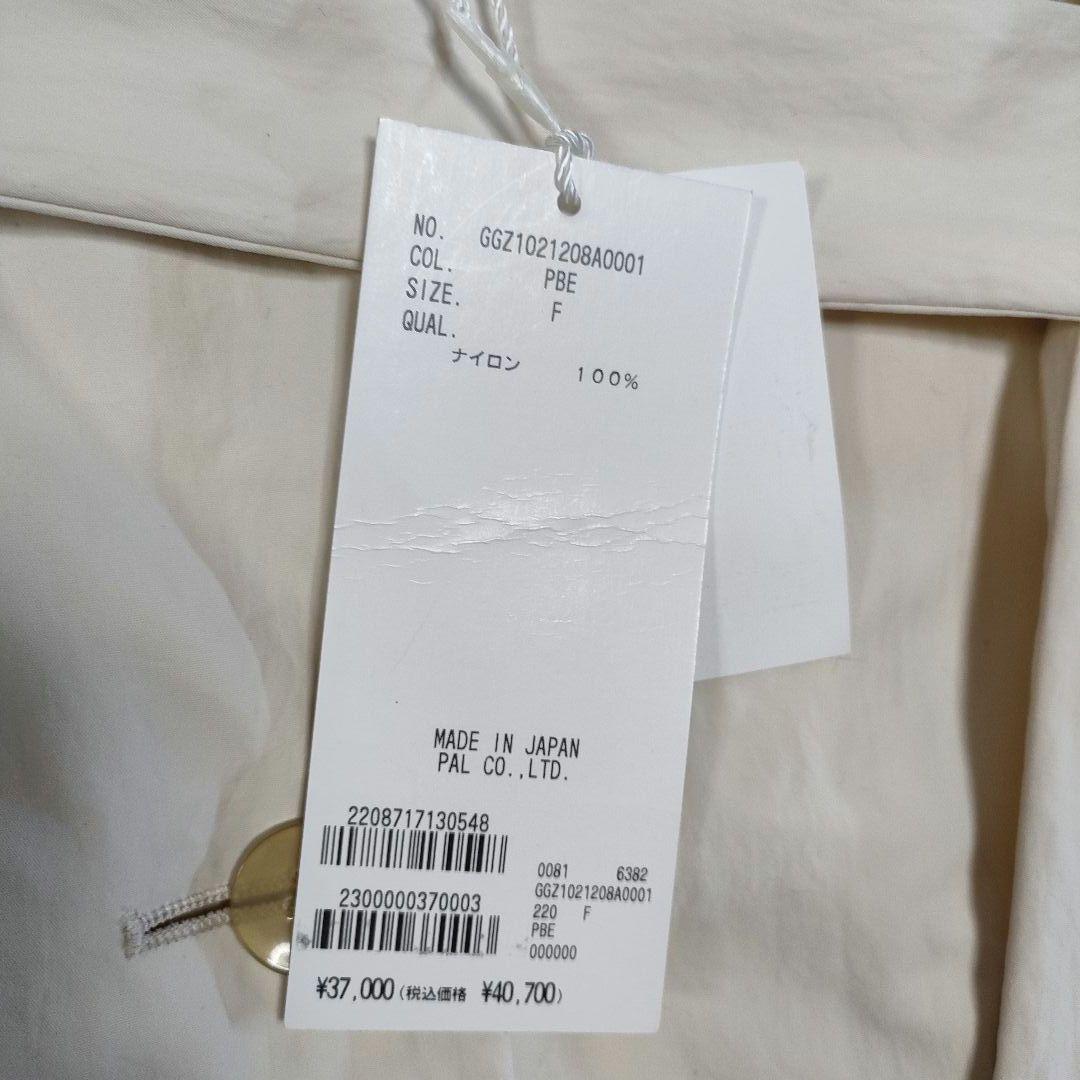 NO. GGZ1021208A0001
COL. PBE
SIZE. F
QUAL.
ナイロン 100%
MADE IN JAPAN
PAL CO.,LTD.
2208717130548
2300000370003
0081 6382
GGZ1021208A0001
220 F
PBE
000000
¥37,000(税込価格 ¥40,700)